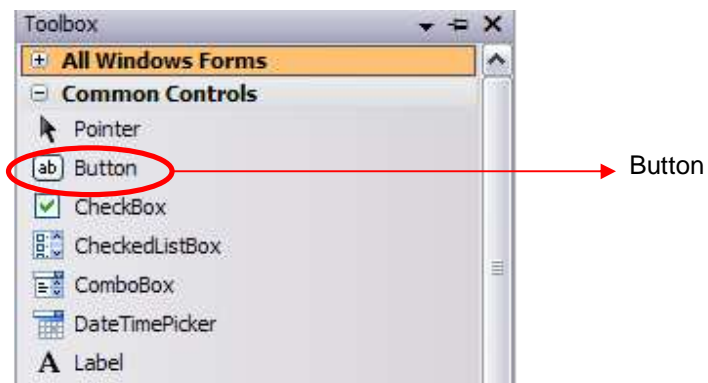 Toolbox
All Windows Forms
Common Controls
Pointer
ab Button
Button
CheckBox
CheckedListBox
ComboBox
DateTimePicker
A Label